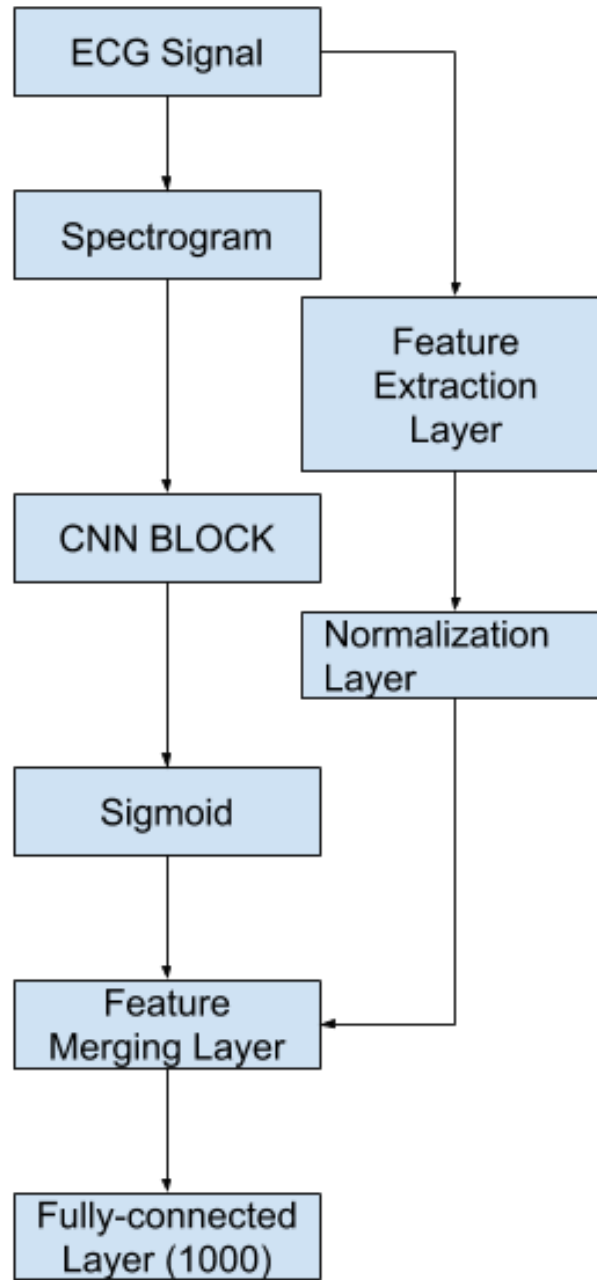 ECG Signal
Spectrogram
Feature
Extraction
Layer
CNN BLOCK
Normalization
Layer
Sigmoid
Feature
Merging Layer
Fully-connected
Layer (1000)